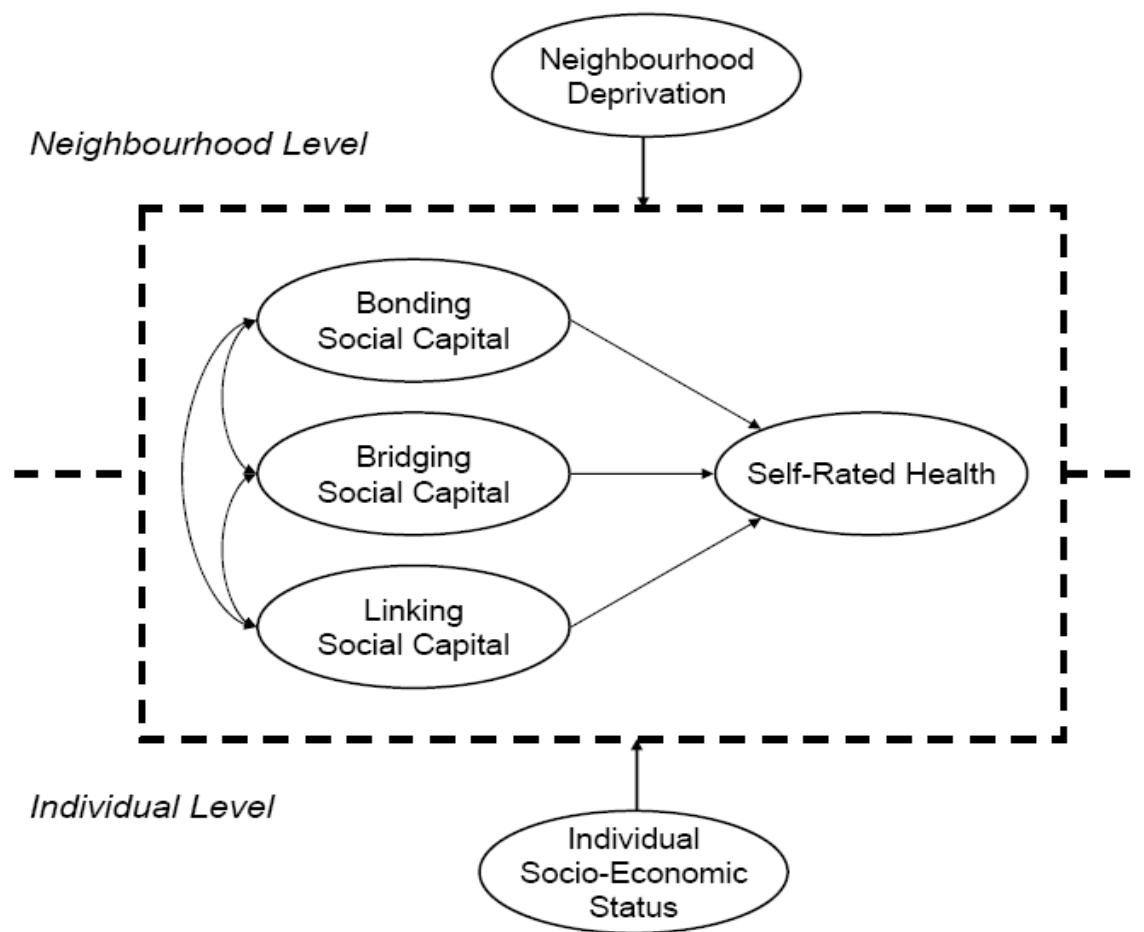 Neighbourhood
Deprivation
Neighbourhood Level
Bonding
Social Capital
Bridging
Social Capital
Self-Rated Health
Linking
Social Capital
Individual Level
Individual
Socio-Economic
Status